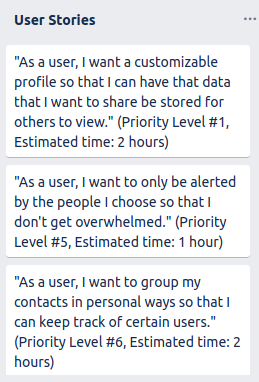 User Stories
"As a user, I want a customizable
profile so that I can have that data
that I want to share be stored for
others to view." (Priority Level #1,
Estimated time: 2 hours)
"As a user, I want to only be alerted
by the people I choose so that I
don't get overwhelmed." (Priority
Level #5, Estimated time: 1 hour)
"As a user, I want to group my
contacts in personal ways so that I
can keep track of certain users."
(Priority Level #6, Estimated time: 2
hours)